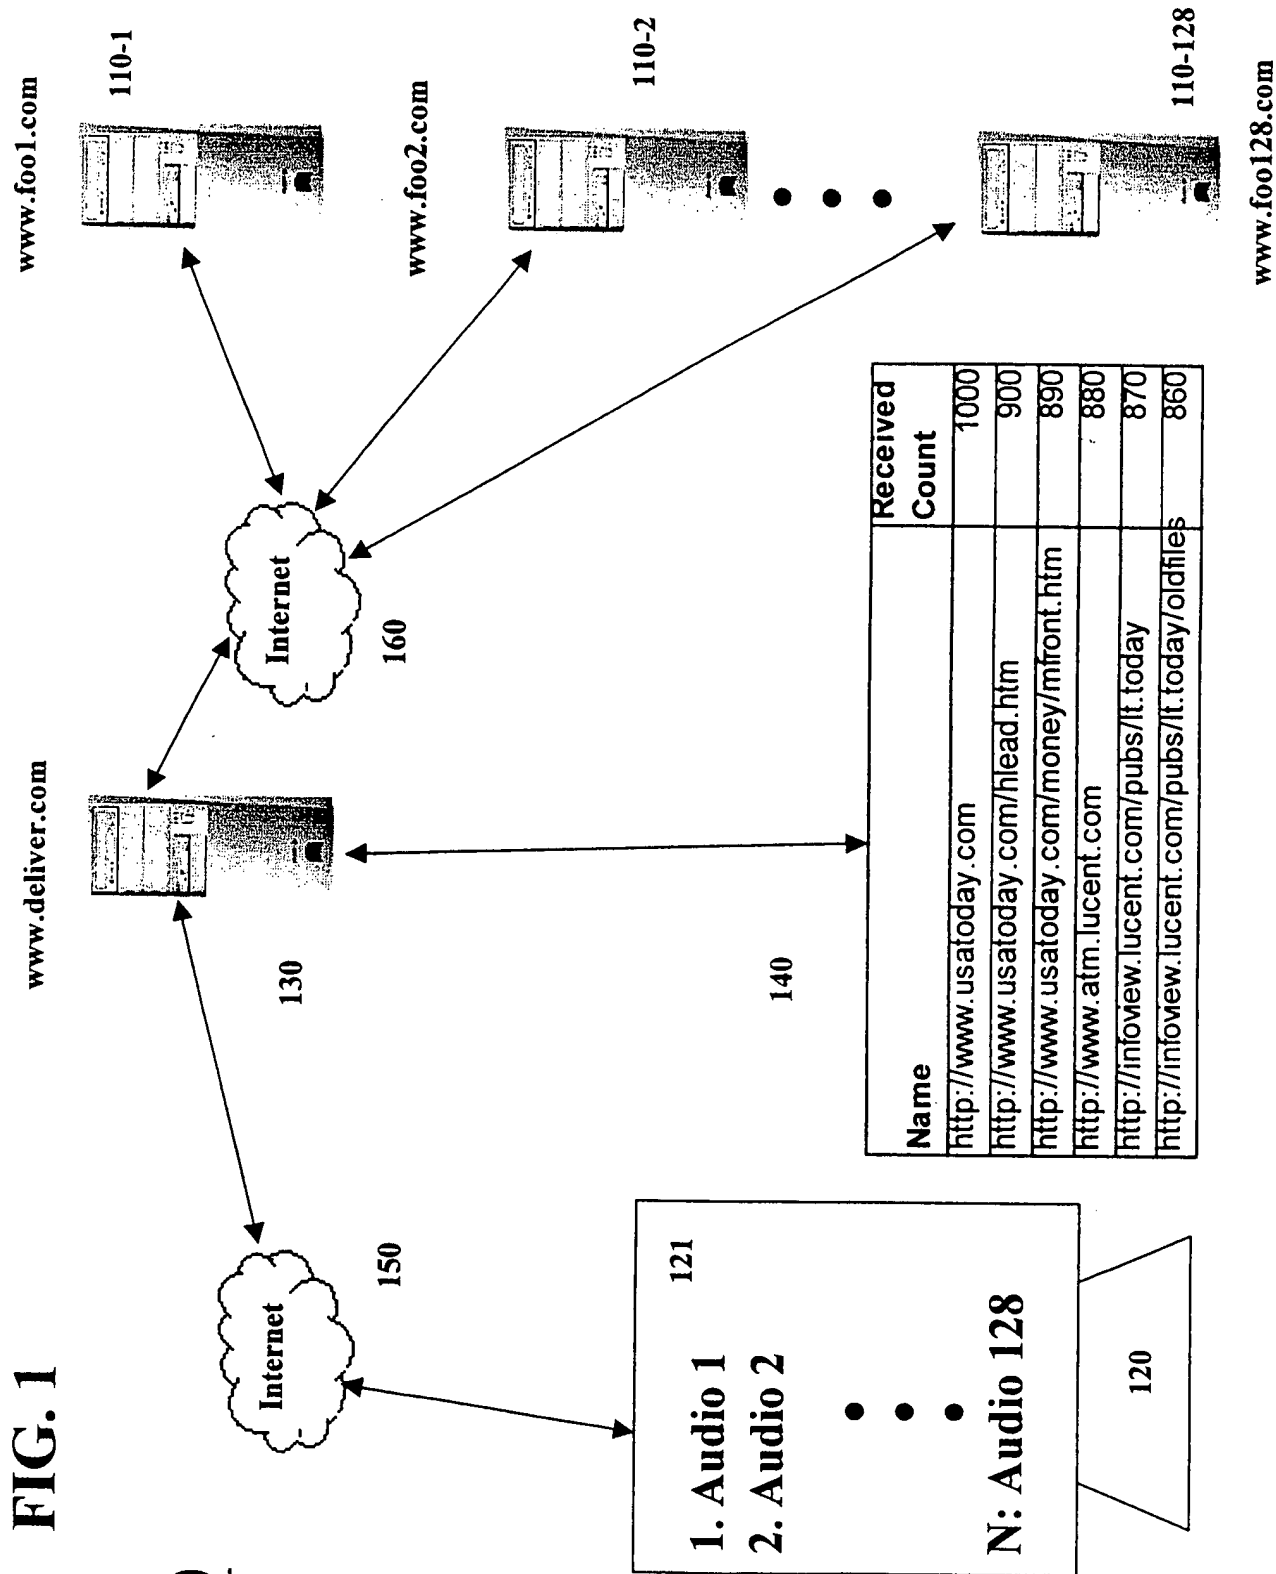 FIG. 1
www.deliver.com
www.foo1.com
110-1
Internet
150
130
Internet
160
www.foo2.com
110-2
121
1. Audio 1
2. Audio 2
N: Audio 128
120
140
Name Received Count
http://www.usatoday.com 1000
http://www.usatoday.com/hlead.htm 900
http://www.usatoday.com/money/mfront.htm 890
http://www.atm.lucent.com 880
http://infoview.lucent.com/pubs/lt.today 870
http://infoview.lucent.com/pubs/lt.today/oldfiles 860
110-128
www.foo128.com